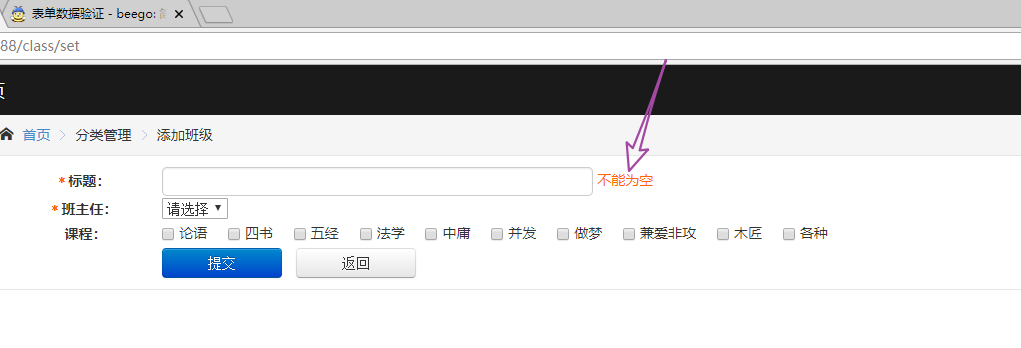 表单数据验证 - beego:
88/class/set
页
首页 分类管理 添加班级
*标题： 不能为空
*班主任： 请选择
课程： 论语 四书 五经 法学 中庸 并发 做梦 兼爱非攻 木匠 各种
提交 返回